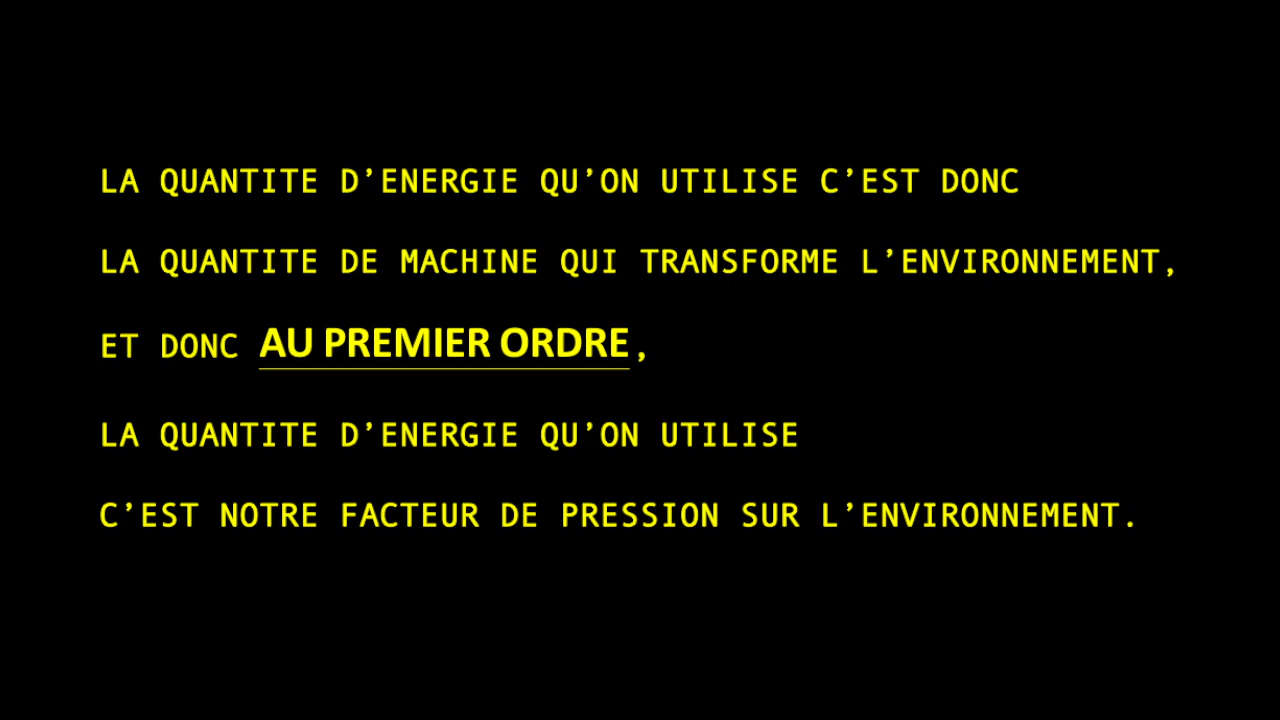 LA QUANTITE D’ENERGIE QU’ON UTILISE C’EST DONC
LA QUANTITE DE MACHINE QUI TRANSFORME L’ENVIRONNEMENT,
ET DONC AU PREMIER ORDRE,
LA QUANTITE D’ENERGIE QU’ON UTILISE
C’EST NOTRE FACTEUR DE PRESSION SUR L’ENVIRONNEMENT.